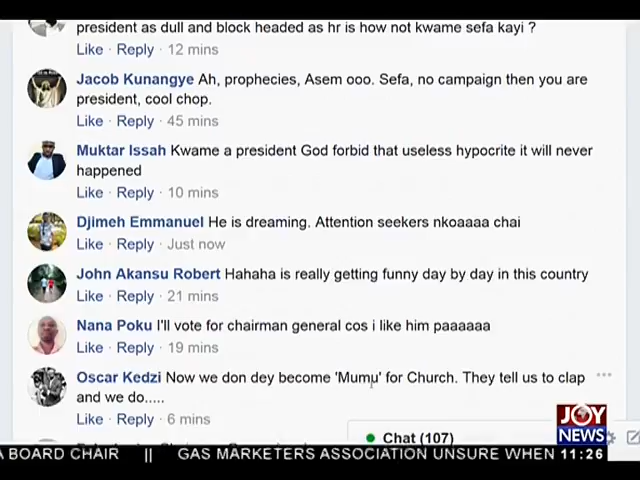 president as dull and block headed as hr is how not kwame sefa kayi ?
Like · Reply · 12 mins
Jacob Kunangye Ah, prophecies, Asem ooo. Sefa, no campaign then you are
president, cool chop.
Like · Reply · 45 mins
Muktar Issah Kwame a president God forbid that useless hypocrite it will never
happened
Like · Reply · 10 mins
Djimeh Emmanuel He is dreaming. Attention seekers nkoaaaa chai
Like · Reply · Just now
John Akansu Robert Hahaha is really getting funny day by day in this country
Like · Reply · 21 mins
Nana Poku I'll vote for chairman general cos i like him paaaaaa
Like · Reply · 19 mins
Oscar Kedzi Now we don dey become 'Mumu' for Church. They tell us to clap
and we do.....
Like · Reply · 6 mins
Chat (107)
JOY
NEWS
A BOARD CHAIR || GAS MARKETERS ASSOCIATION UNSURE WHEN 11:26